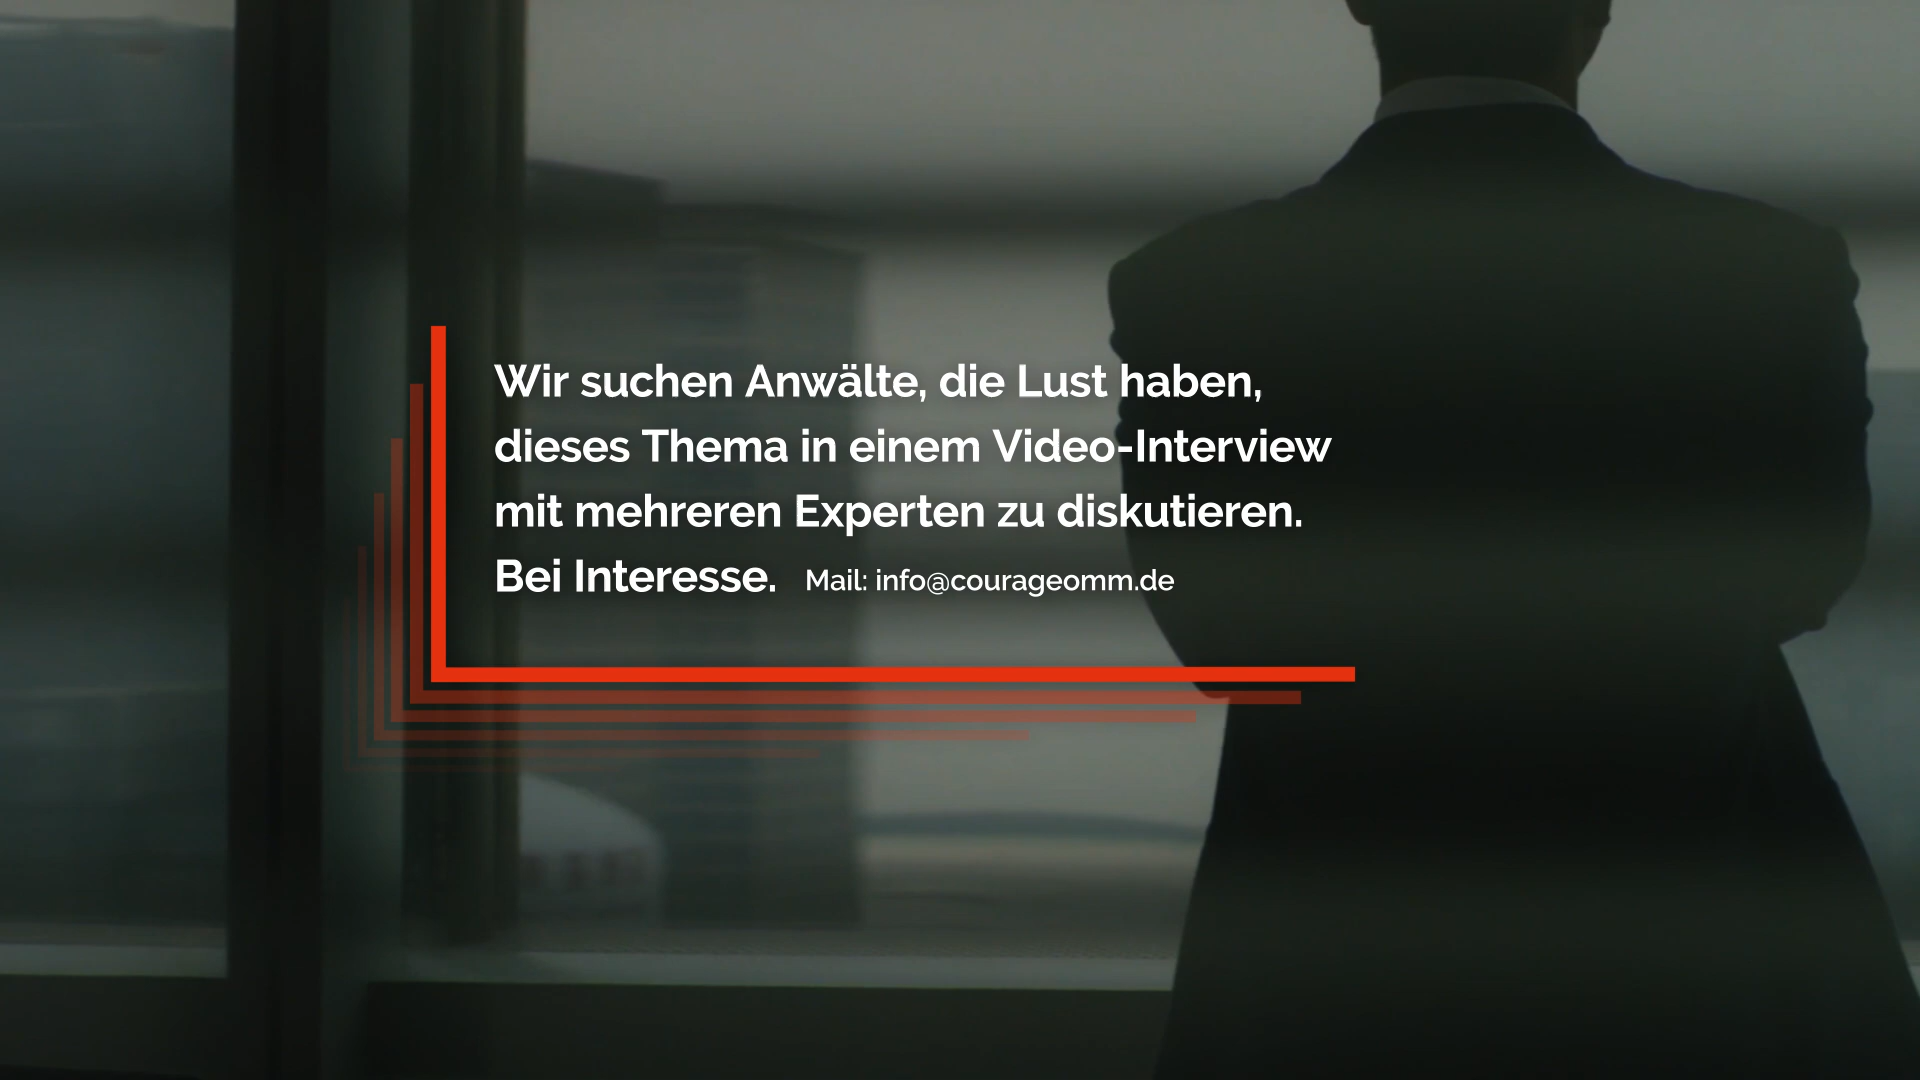 Wir suchen Anwälte, die Lust haben,
dieses Thema in einem Video-Interview
mit mehreren Experten zu diskutieren.
Bei Interesse. Mail: info@courageomm.de